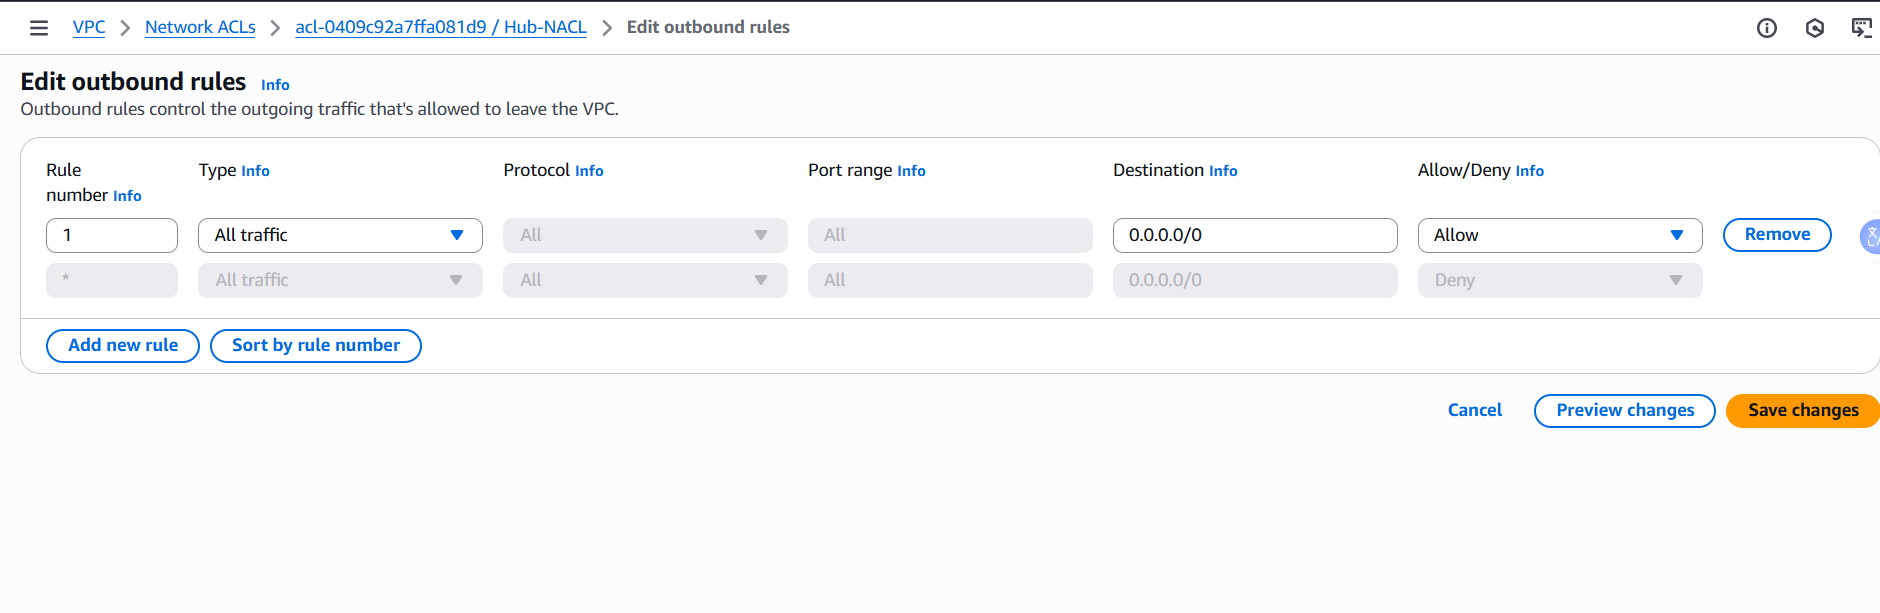 VPC > Network ACLs > acl-0409c92a7ffa081d9 / Hub-NACL > Edit outbound rules
Edit outbound rules Info
Outbound rules control the outgoing traffic that's allowed to leave the VPC.
Rule number Info Type Info Protocol Info Port range Info Destination Info Allow/Deny Info
1 All traffic All All 0.0.0.0/0 Allow Remove
* All traffic All All 0.0.0.0/0 Deny
Add new rule Sort by rule number
Cancel Preview changes Save changes